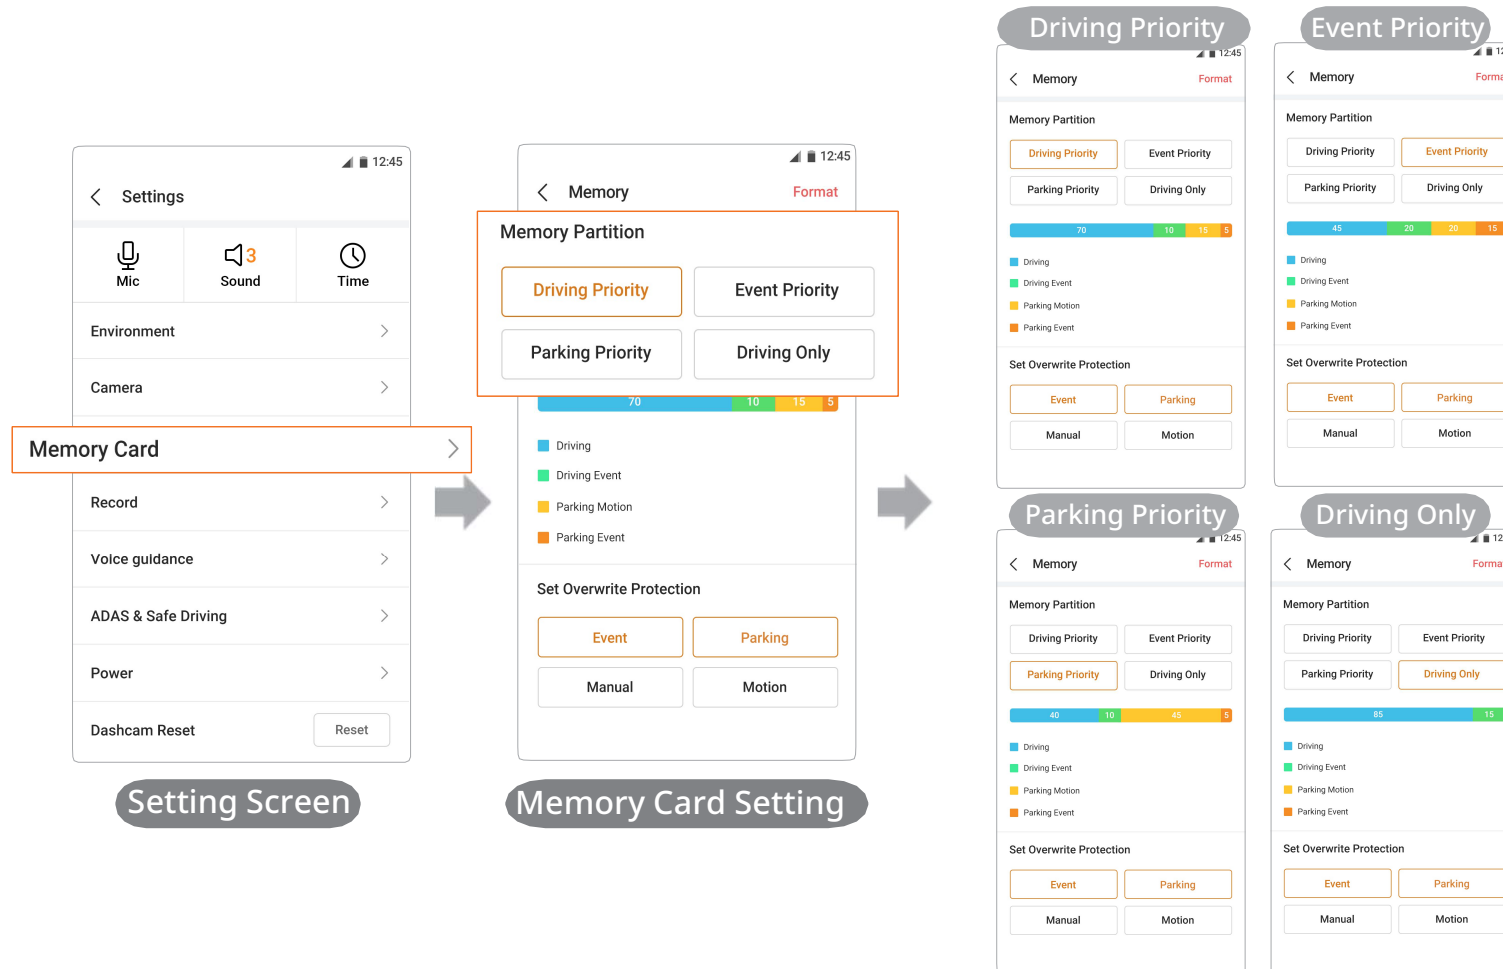 12:45
Settings
Mic
3
Sound
Time
Environment
Camera
Memory Card
Record
Voice guidance
ADAS & Safe Driving
Power
Dashcam Reset
Reset
Setting Screen
12:45
Memory
Format
Memory Partition
Driving Priority
Event Priority
Parking Priority
Driving Only
70 10 15 5
Driving
Driving Event
Parking Motion
Parking Event
Set Overwrite Protection
Event
Parking
Manual
Motion
Memory Card Setting
Driving Priority
12:45
Memory
Format
Memory Partition
Driving Priority
Event Priority
Parking Priority
Driving Only
70 10 15 5
Driving
Driving Event
Parking Motion
Parking Event
Set Overwrite Protection
Event
Parking
Manual
Motion
Event Priority
12
Memory
Forma
Memory Partition
Driving Priority
Event Priority
Parking Priority
Driving Only
45 20 20 15
Driving
Driving Event
Parking Motion
Parking Event
Set Overwrite Protection
Event
Parking
Manual
Motion
Parking Priority
12:45
Memory
Format
Memory Partition
Driving Priority
Event Priority
Parking Priority
Driving Only
40 10 45 5
Driving
Driving Event
Parking Motion
Parking Event
Set Overwrite Protection
Event
Parking
Manual
Motion
Driving Only
12
Memory
Forma
Memory Partition
Driving Priority
Event Priority
Parking Priority
Driving Only
85 15
Driving
Driving Event
Parking Motion
Parking Event
Set Overwrite Protection
Event
Parking
Manual
Motion